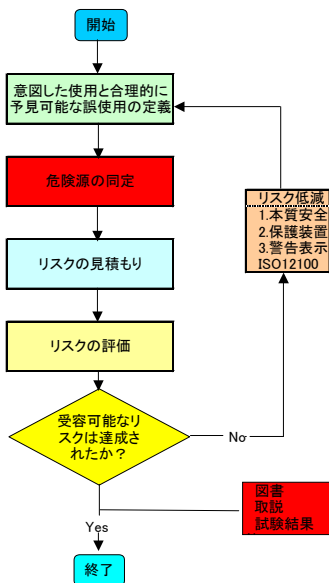 開始
意図した使用と合理的に
予見可能な誤使用の定義
危険源の同定
リスク低減
1.本質安全
2.保護装置
3.警告表示
ISO12100
リスクの見積もり
リスクの評価
受容可能なリ
スクは達成さ
れたか？
No
図書
取説
試験結果
Yes
終了